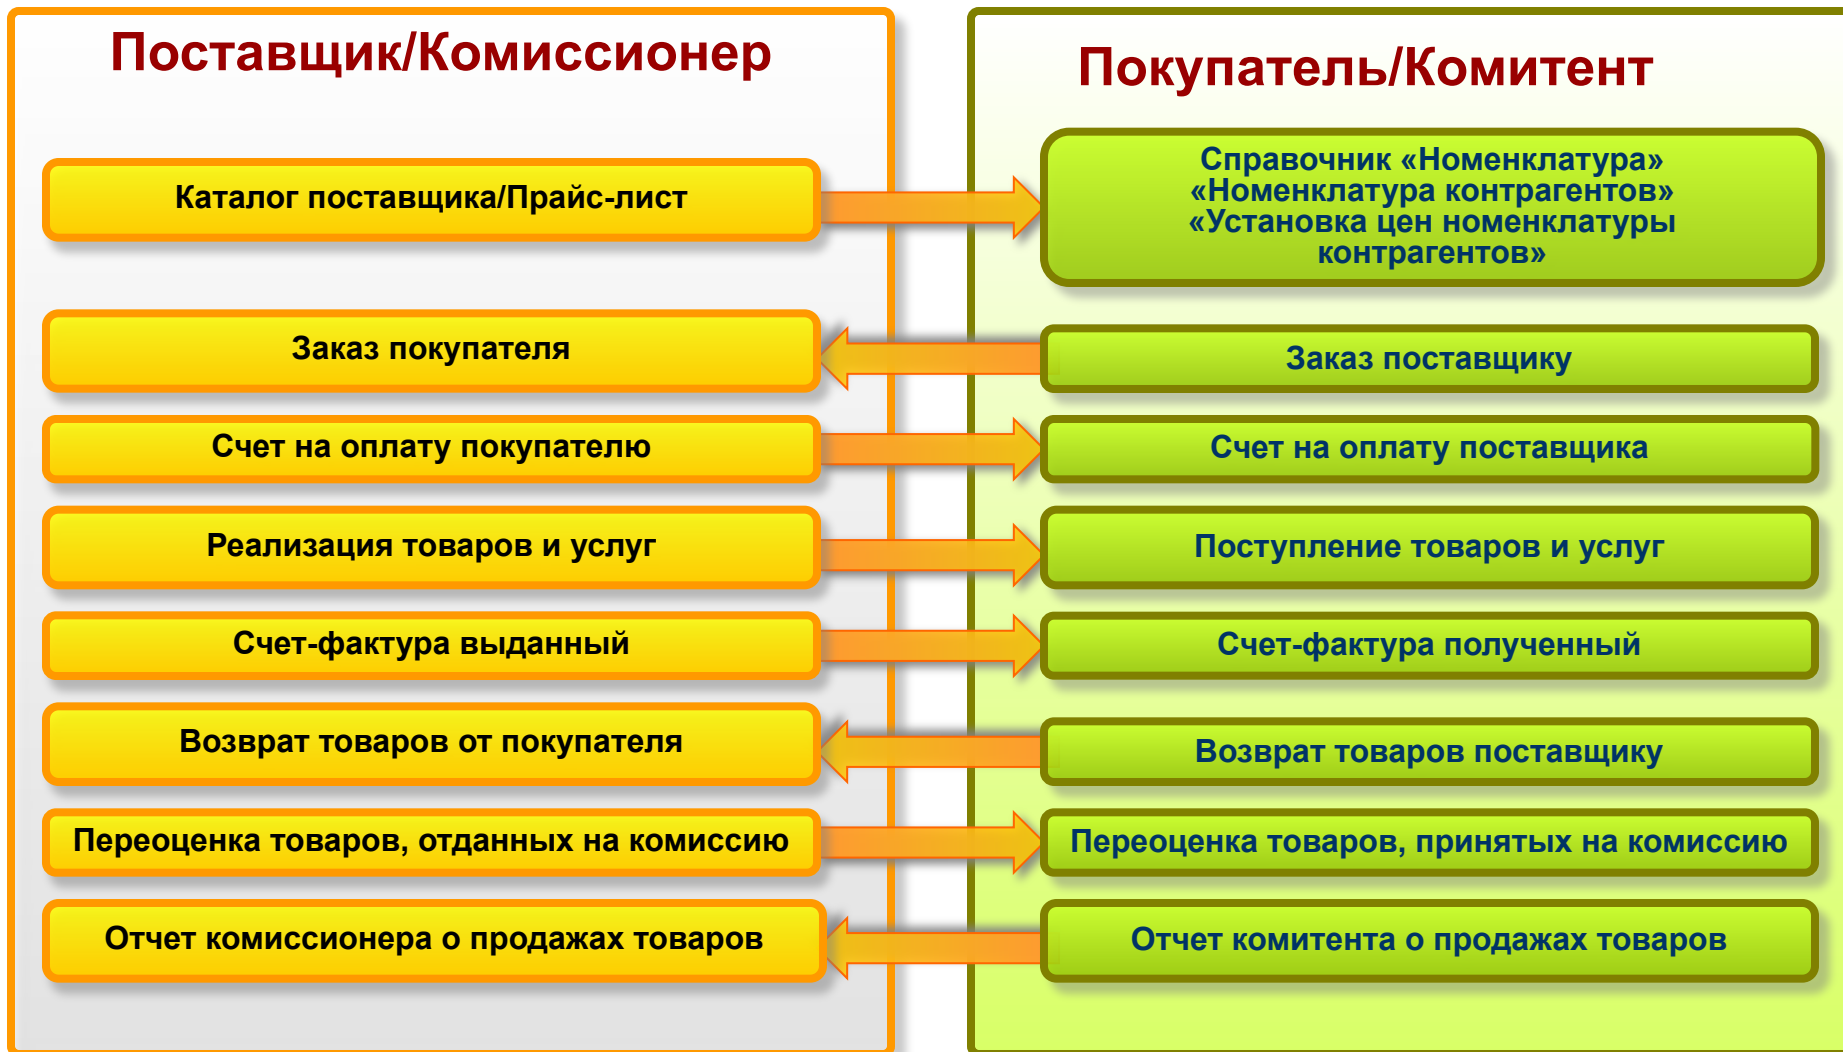 Поставщик/Комиссионер
Покупатель/Комитент
Каталог поставщика/Прайс-лист
Справочник «Номенклатура»
«Номенклатура контрагентов»
«Установка цен номенклатуры
контрагентов»
Заказ покупателя
Заказ поставщику
Счет на оплату покупателю
Счет на оплату поставщика
Реализация товаров и услуг
Поступление товаров и услуг
Счет-фактура выданный
Счет-фактура полученный
Возврат товаров от покупателя
Возврат товаров поставщику
Переоценка товаров, отданных на комиссию
Переоценка товаров, принятых на комиссию
Отчет комиссионера о продажах товаров
Отчет комитента о продажах товаров